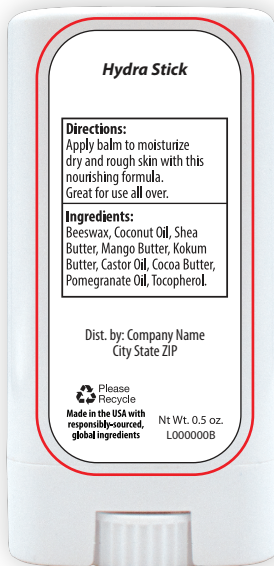 Hydra Stick
Directions:
Apply balm to moisturize
dry and rough skin with this
nourishing formula.
Great for use all over.
Ingredients:
Beeswax, Coconut Oil, Shea
Butter, Mango Butter, Kokum
Butter, Castor Oil, Cocoa Butter,
Pomegranate Oil, Tocopherol.
Dist. by: Company Name
City State ZIP
Please
Recycle
Made in the USA with
responsibly-sourced,
global ingredients
Nt Wt. 0.5 oz.
L000000B